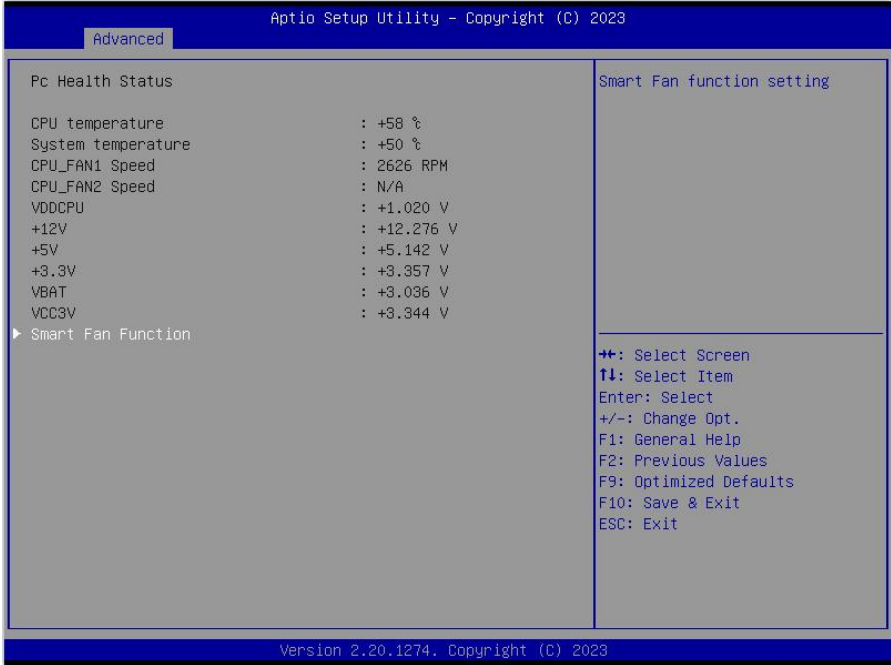 Aptio Setup Utility – Copyright (C) 2023
Advanced
Pc Health Status
CPU temperature : +58 ℃
System temperature : +50 ℃
CPU_FAN1 Speed : 2626 RPM
CPU_FAN2 Speed : N/A
VDDCPU : +1.020 V
+12V : +12.276 V
+5V : +5.142 V
+3.3V : +3.357 V
VBAT : +3.036 V
VCC3V : +3.344 V
▶ Smart Fan Function
Smart Fan function setting
→←: Select Screen
↑↓: Select Item
Enter: Select
+/-: Change Opt.
F1: General Help
F2: Previous Values
F9: Optimized Defaults
F10: Save & Exit
ESC: Exit
Version 2.20.1274. Copyright (C) 2023